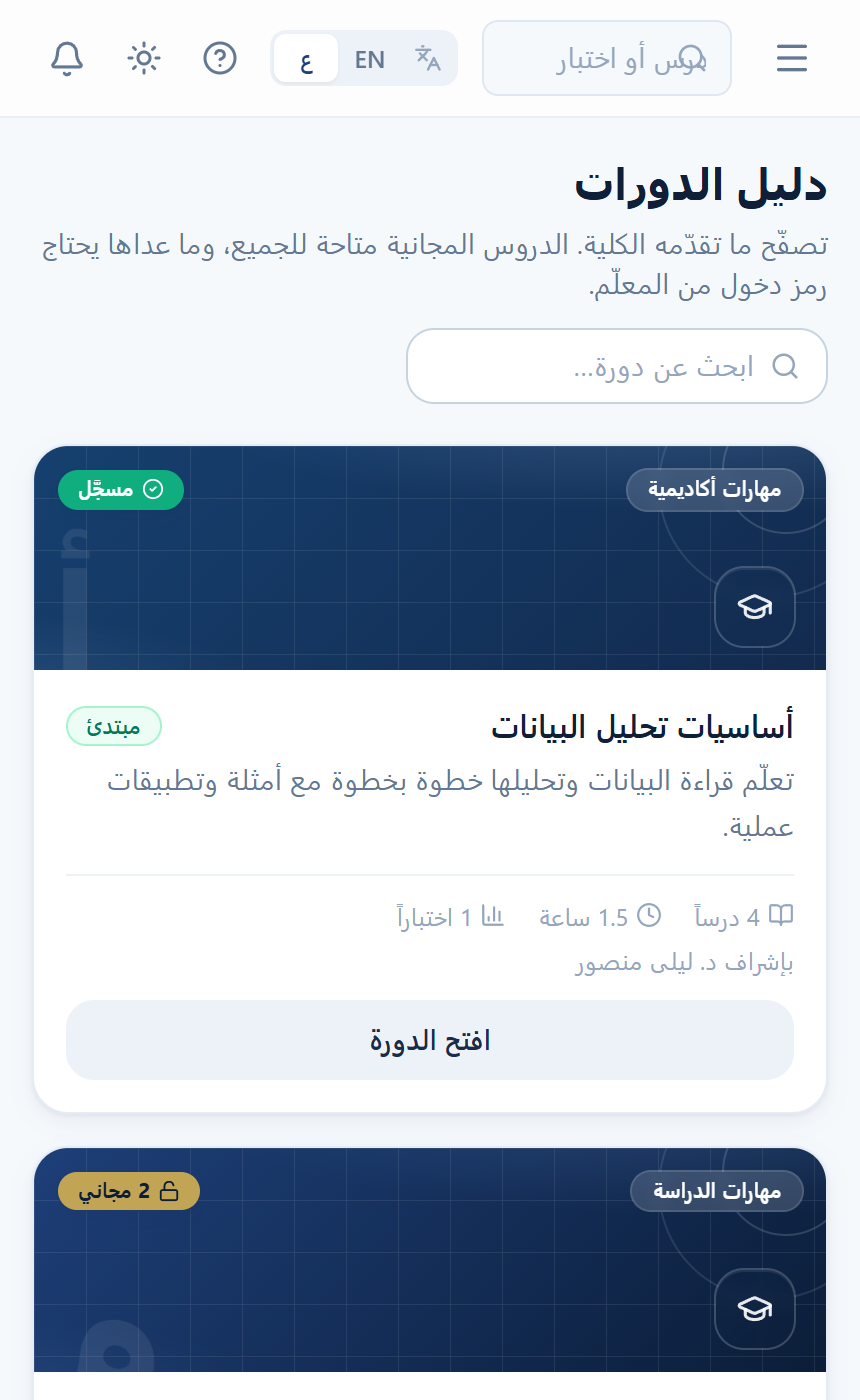 درس أو اختبار
EN
ع
دليل الدورات
تصفّح ما تقدّمه الكلية. الدروس المجانية متاحة للجميع، وما عداها يحتاج
رمز دخول من المعلّم.
ابحث عن دورة...
مهارات أكاديمية
مسجَّل
أ
أساسيات تحليل البيانات
مبتدئ
تعلّم قراءة البيانات وتحليلها خطوة بخطوة مع أمثلة وتطبيقات
عملية.
4 درساً
1.5 ساعة
1 اختباراً
بإشراف د. ليلى منصور
افتح الدورة
مهارات الدراسة
2 مجاني